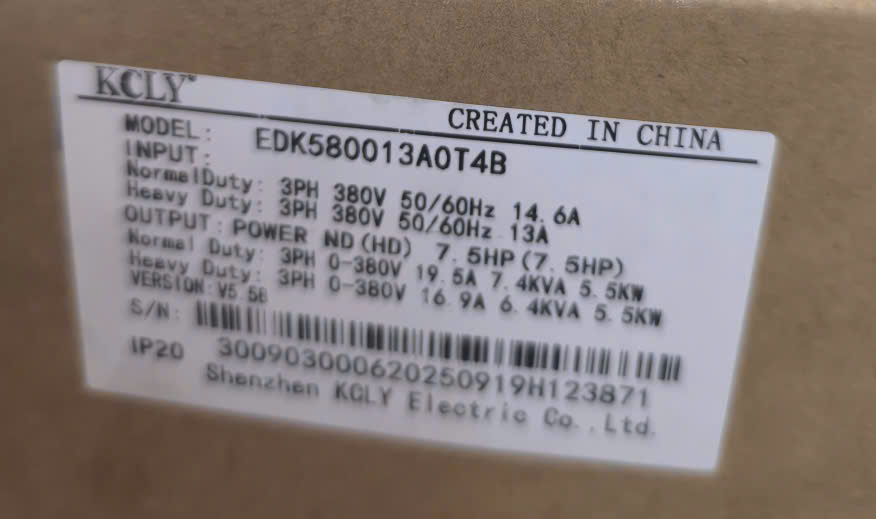 KCLY®
CREATED IN CHINA
MODEL: EDK580013A0T4B
INPUT:
NormalDuty: 3PH 380V 50/60Hz 14.6A
Heavy Duty: 3PH 380V 50/60Hz 13A
OUTPUT: POWER ND(HD) 7.5HP(7.5HP)
Normal Duty: 3PH 0-380V 19.5A 7.4KVA 5.5KW
Heavy Duty: 3PH 0-380V 16.9A 6.4KVA 5.5KW
VERSION:V5.5B
S/N:
300903000620250919H123871
IP20
Shenzhen KCLY Electric Co.,Ltd.